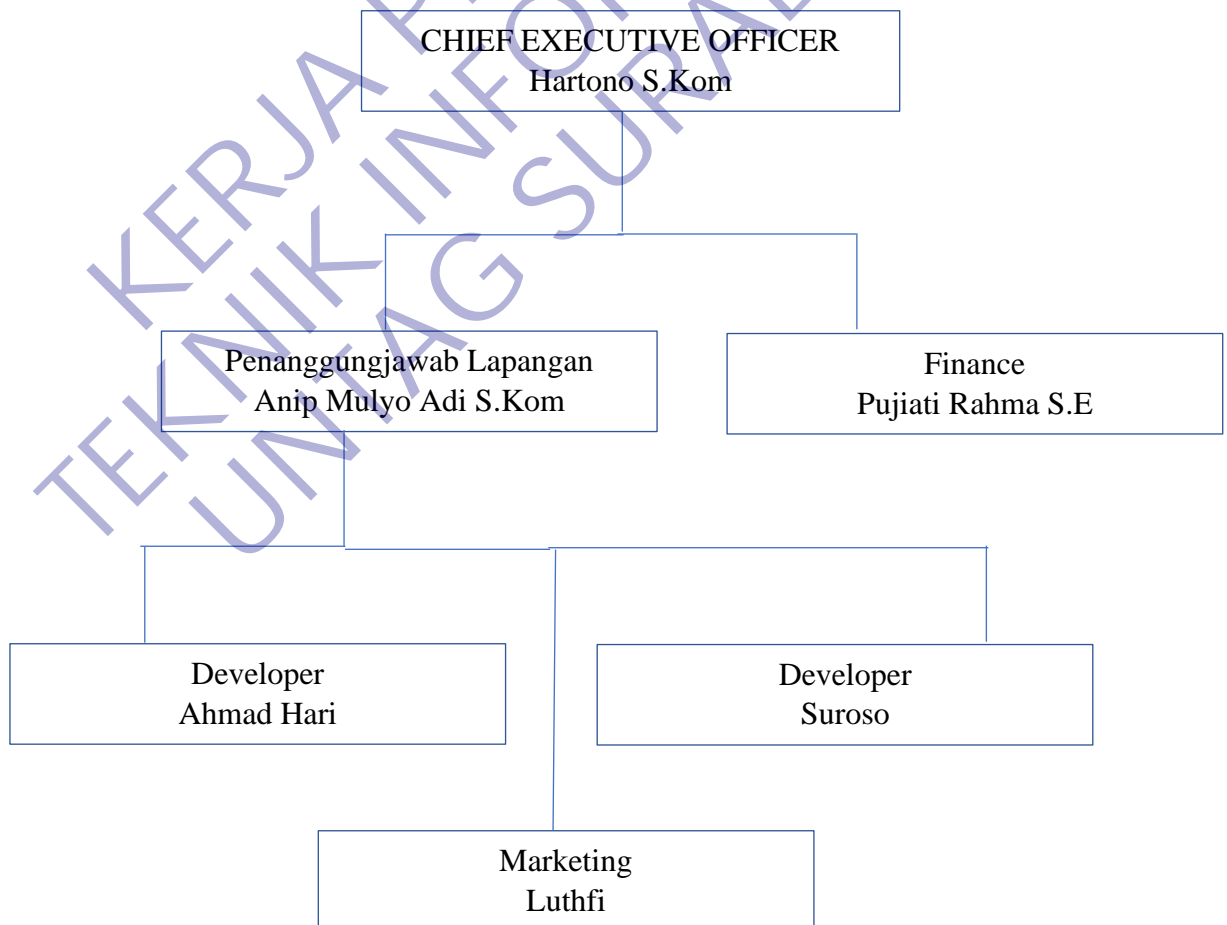 CHIEF EXECUTIVE OFFICER
Hartono S.Kom
Penanggungjawab Lapangan
Anip Mulyo Adi S.Kom
Finance
Pujiati Rahma S.E
Developer
Ahmad Hari
Developer
Suroso
Marketing
Luthfi
KERJA
TEKNIK
UNTAG